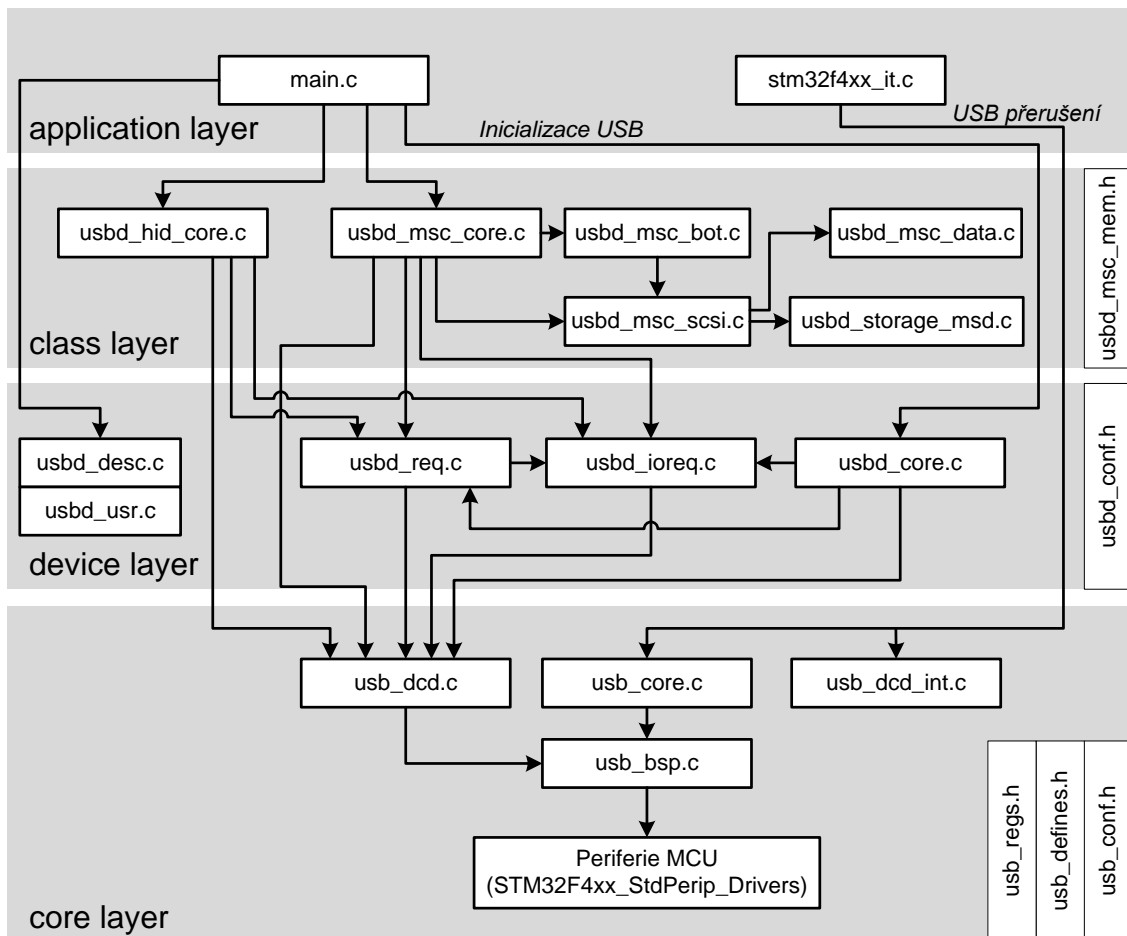 main.c
stm32f4xx_it.c
Inicializace USB
USB přerušení
application layer
usbd_hid_core.c
usbd_msc_core.c
usbd_msc_bot.c
usbd_msc_data.c
usbd_msc_scsi.c
usbd_storage_msd.c
class layer
usbd_msc_mem.h
usbd_desc.c
usbd_usr.c
usbd_req.c
usbd_ioreq.c
usbd_core.c
device layer
usbd_conf.h
usb_dcd.c
usb_core.c
usb_dcd_int.c
usb_bsp.c
Periferie MCU
(STM32F4xx_StdPerip_Drivers)
core layer
usb_regs.h
usb_defines.h
usb_conf.h